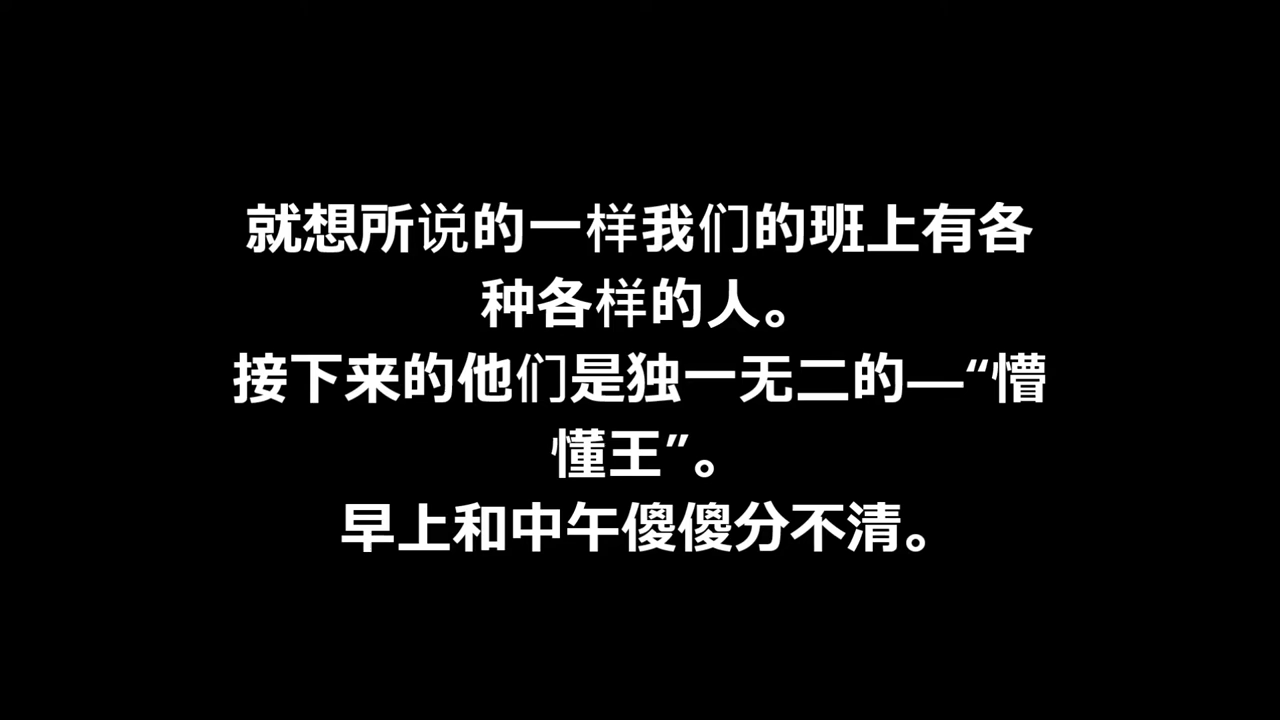 就想所说的一样我们的班上有各
种各样的人。
接下来的他们是独一无二的—“懵
懂王”。
早上和中午傻傻分不清。